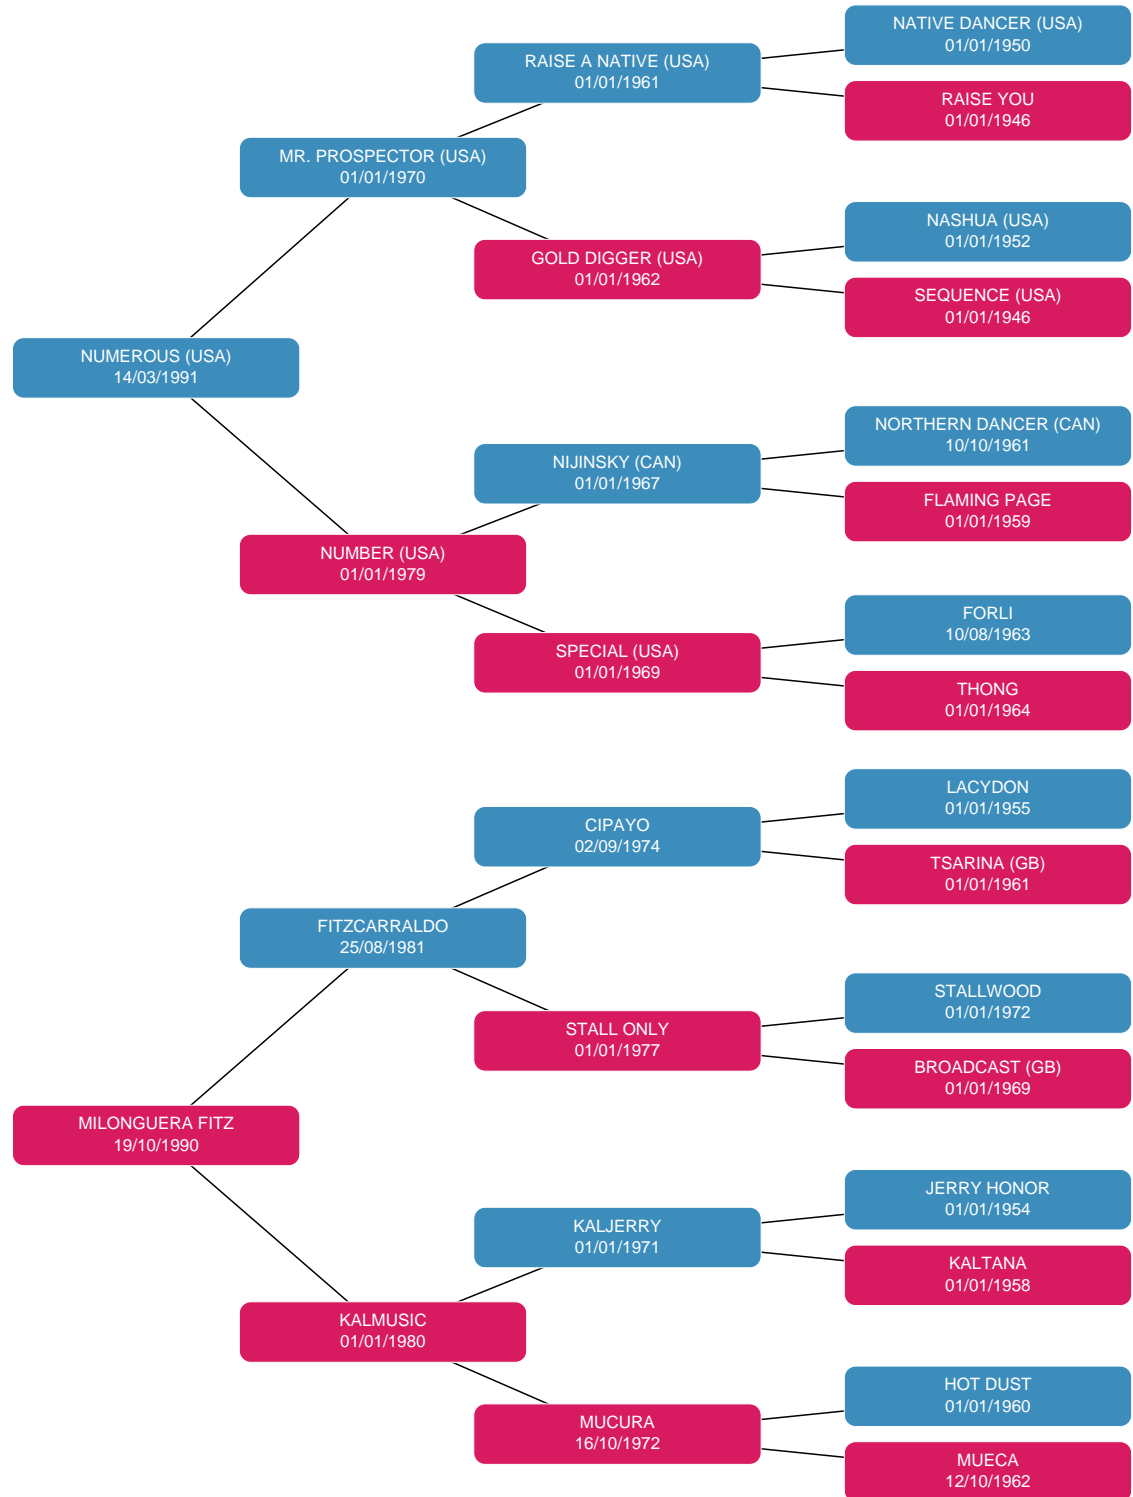 NATIVE DANCER (USA)
01/01/1950
RAISE A NATIVE (USA)
01/01/1961
RAISE YOU
01/01/1946
MR. PROSPECTOR (USA)
01/01/1970
NASHUA (USA)
01/01/1952
GOLD DIGGER (USA)
01/01/1962
SEQUENCE (USA)
01/01/1946
NUMEROUS (USA)
14/03/1991
NORTHERN DANCER (CAN)
10/10/1961
NIJINSKY (CAN)
01/01/1967
FLAMING PAGE
01/01/1959
NUMBER (USA)
01/01/1979
FORLI
10/08/1963
SPECIAL (USA)
01/01/1969
THONG
01/01/1964
LACYDON
01/01/1955
CIPAYO
02/09/1974
TSARINA (GB)
01/01/1961
FITZCARRALDO
25/08/1981
STALLWOOD
01/01/1972
STALL ONLY
01/01/1977
BROADCAST (GB)
01/01/1969
MILONGUERA FITZ
19/10/1990
JERRY HONOR
01/01/1954
KALJERRY
01/01/1971
KALTANA
01/01/1958
KALMUSIC
01/01/1980
HOT DUST
01/01/1960
MUCURA
16/10/1972
MUECA
12/10/1962